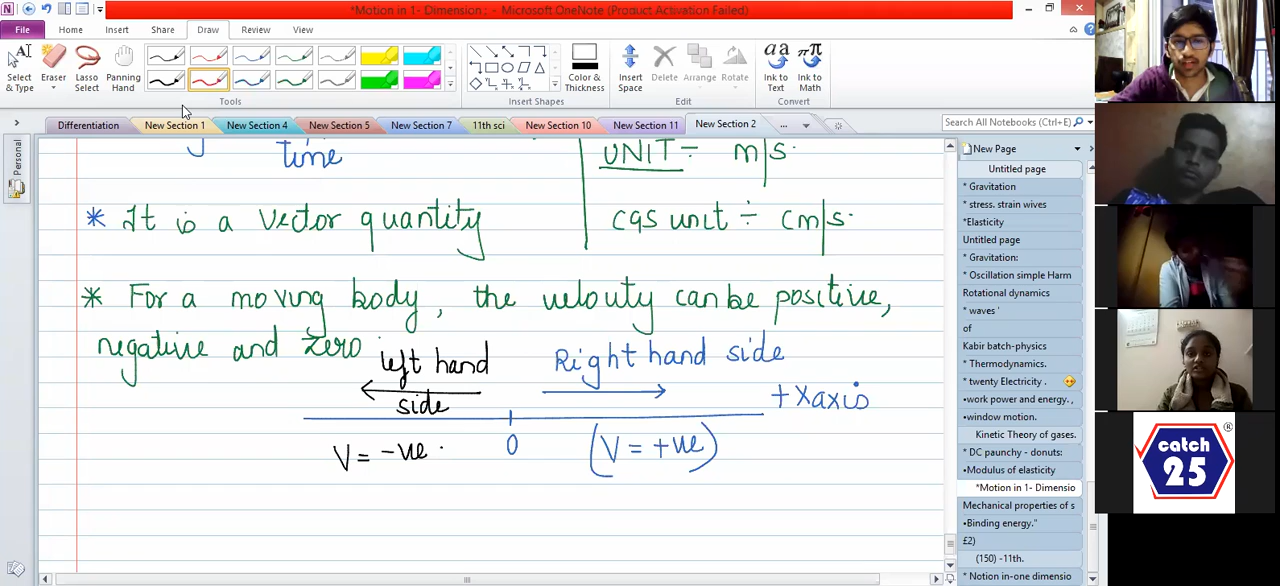 *Motion in 1- Dimension ; - Microsoft OneNote (Product Activation Failed)
File Home Insert Share Draw Review View
Select & Type
Eraser
Lasso Select
Panning Hand
Color & Thickness
Insert Space
Delete
Arrange
Rotate
Ink to Text
Ink to Math
Tools
Insert Shapes
Edit
Convert
Differentiation New Section 1 New Section 4 New Section 5 New Section 7 11th sci New Section 10 New Section 11 New Section 2 ...
Search All Notebooks (Ctrl+E)
Personal
time
UNIT÷ m/s.
* It is a vector quantity
cgs unit ÷ cm/s.
* For a moving body, the velouty can be positive,
negative and zero
left hand
side
Right hand side
+x axis
V = -ve .
0
(V = +ve)
New Page
Untitled page
* Gravitation
* stress. strain wives
*Elasticity
Untitled page
* Gravitation:
* Oscillation simple Harm
Rotational dynamics
* waves '
of
Kabir batch-physics
* Thermodynamics.
* twenty Electricity .
•work power and energy. ,
•window motion.
Kinetic Theory of gases.
* DC paunchy - donuts:
•Modulus of elasticity
*Motion in 1- Dimensio
Mechanical properties of s
•Binding energy."
£2)
(150) -11th.
* Notion in-one dimensio
catch
25
®